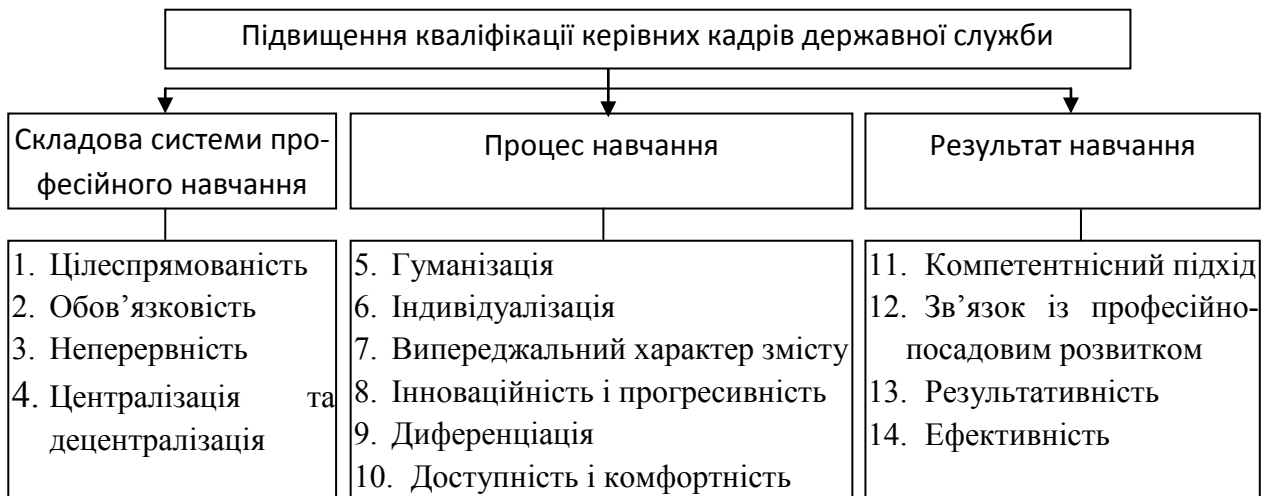 Підвищення кваліфікації керівних кадрів державної служби
Складова системи про-
фесійного навчання
Процес навчання
Результат навчання
1. Цілеспрямованість
2. Обов’язковість
3. Неперервність
4. Централізація та
децентралізація
5. Гуманізація
6. Індивідуалізація
7. Випереджальний характер змісту
8. Інноваційність і прогресивність
9. Диференціація
10. Доступність і комфортність
11. Компетентнісний підхід
12. Зв’язок із професійно-
посадовим розвитком
13. Результативність
14. Ефективність